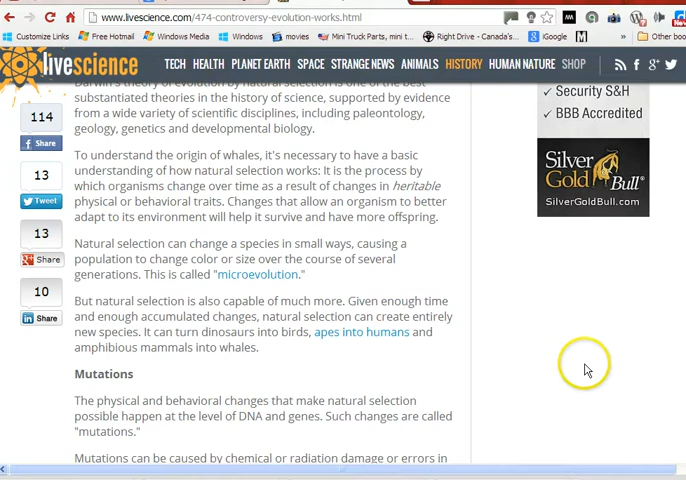 www.livescience.com/474-controversy-evolution-works.html
Customize Links Free Hotmail Windows Media Windows movies Mini Truck Parts, mini t... Right Drive - Canada's... iGoogle » Other boo
livescience TECH HEALTH PLANET EARTH SPACE STRANGE NEWS ANIMALS HISTORY HUMAN NATURE SHOP
Darwin's theory of evolution by natural selection is one of the best
substantiated theories in the history of science, supported by evidence
from a wide variety of scientific disciplines, including paleontology,
geology, genetics and developmental biology.
To understand the origin of whales, it's necessary to have a basic
understanding of how natural selection works: It is the process by
which organisms change over time as a result of changes in heritable
physical or behavioral traits. Changes that allow an organism to better
adapt to its environment will help it survive and have more offspring.
Natural selection can change a species in small ways, causing a
population to change color or size over the course of several
generations. This is called "microevolution."
But natural selection is also capable of much more. Given enough time
and enough accumulated changes, natural selection can create entirely
new species. It can turn dinosaurs into birds, apes into humans and
amphibious mammals into whales.
Mutations
The physical and behavioral changes that make natural selection
possible happen at the level of DNA and genes. Such changes are called
"mutations."
Mutations can be caused by chemical or radiation damage or errors in
114
Share
13
Tweet
13
Share
10
Share
Security S&H
BBB Accredited
Silver
Gold
Bull®
SILVERGOLDBULL.COM